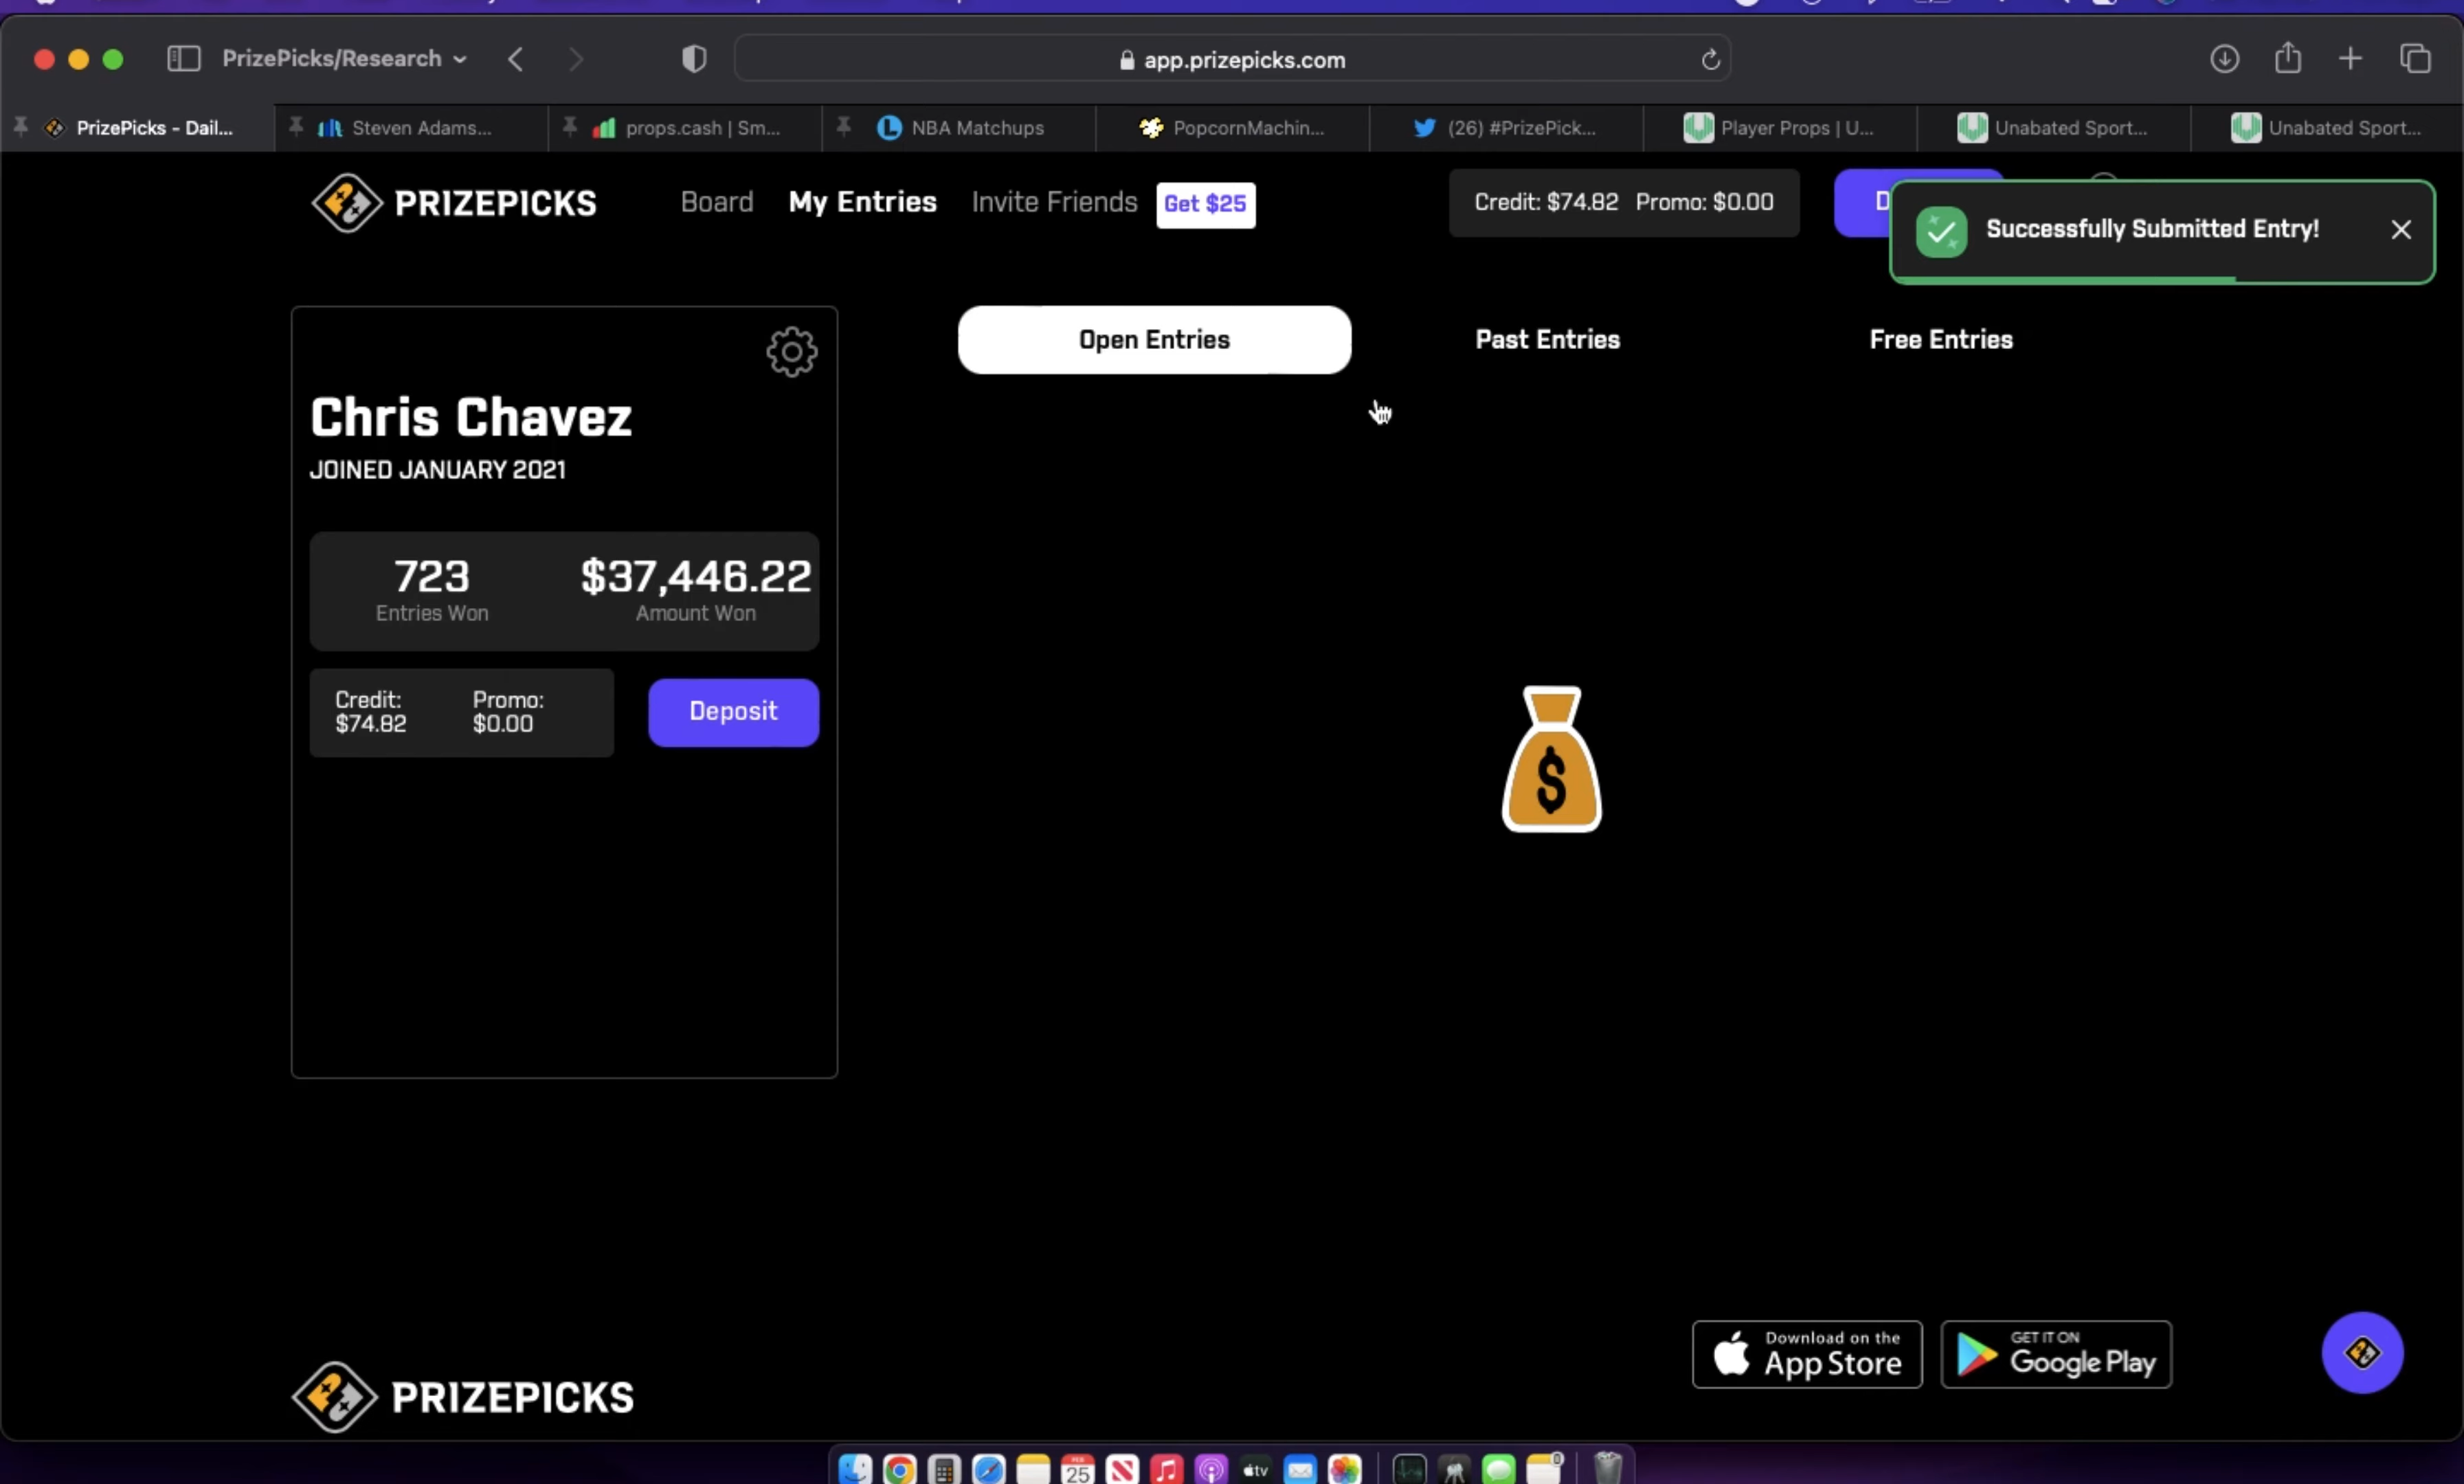 PrizePicks/Research
app.prizepicks.com
PrizePicks - Dail...
Steven Adams...
props.cash | Sm...
NBA Matchups
PopcornMachin...
(26) #PrizePick...
Player Props | U...
Unabated Sport...
Unabated Sport...
PRIZEPICKS
Board
My Entries
Invite Friends
Get $25
Credit: $74.82 Promo: $0.00
D
Successfully Submitted Entry!
Open Entries
Past Entries
Free Entries
Chris Chavez
JOINED JANUARY 2021
723
Entries Won
$37,446.22
Amount Won
Credit:
$74.82
Promo:
$0.00
Deposit
$
Download on the
App Store
GET IT ON
Google Play
PRIZEPICKS
FEB
25
tv